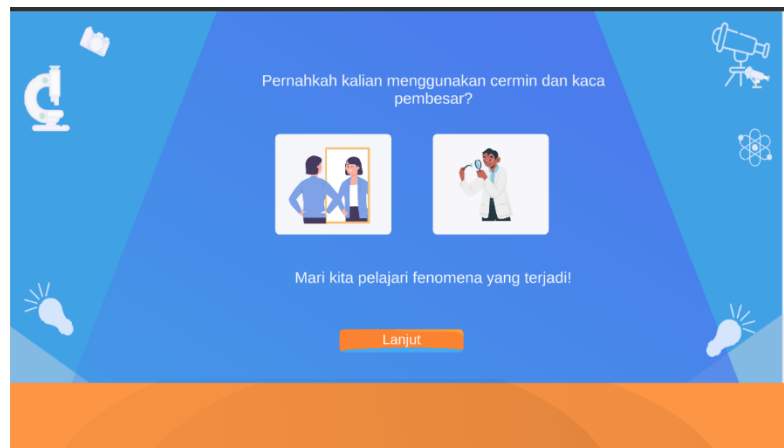 Pernahkah kalian menggunakan cermin dan kaca
pembesar?
Mari kita pelajari fenomena yang terjadi!
Lanjut